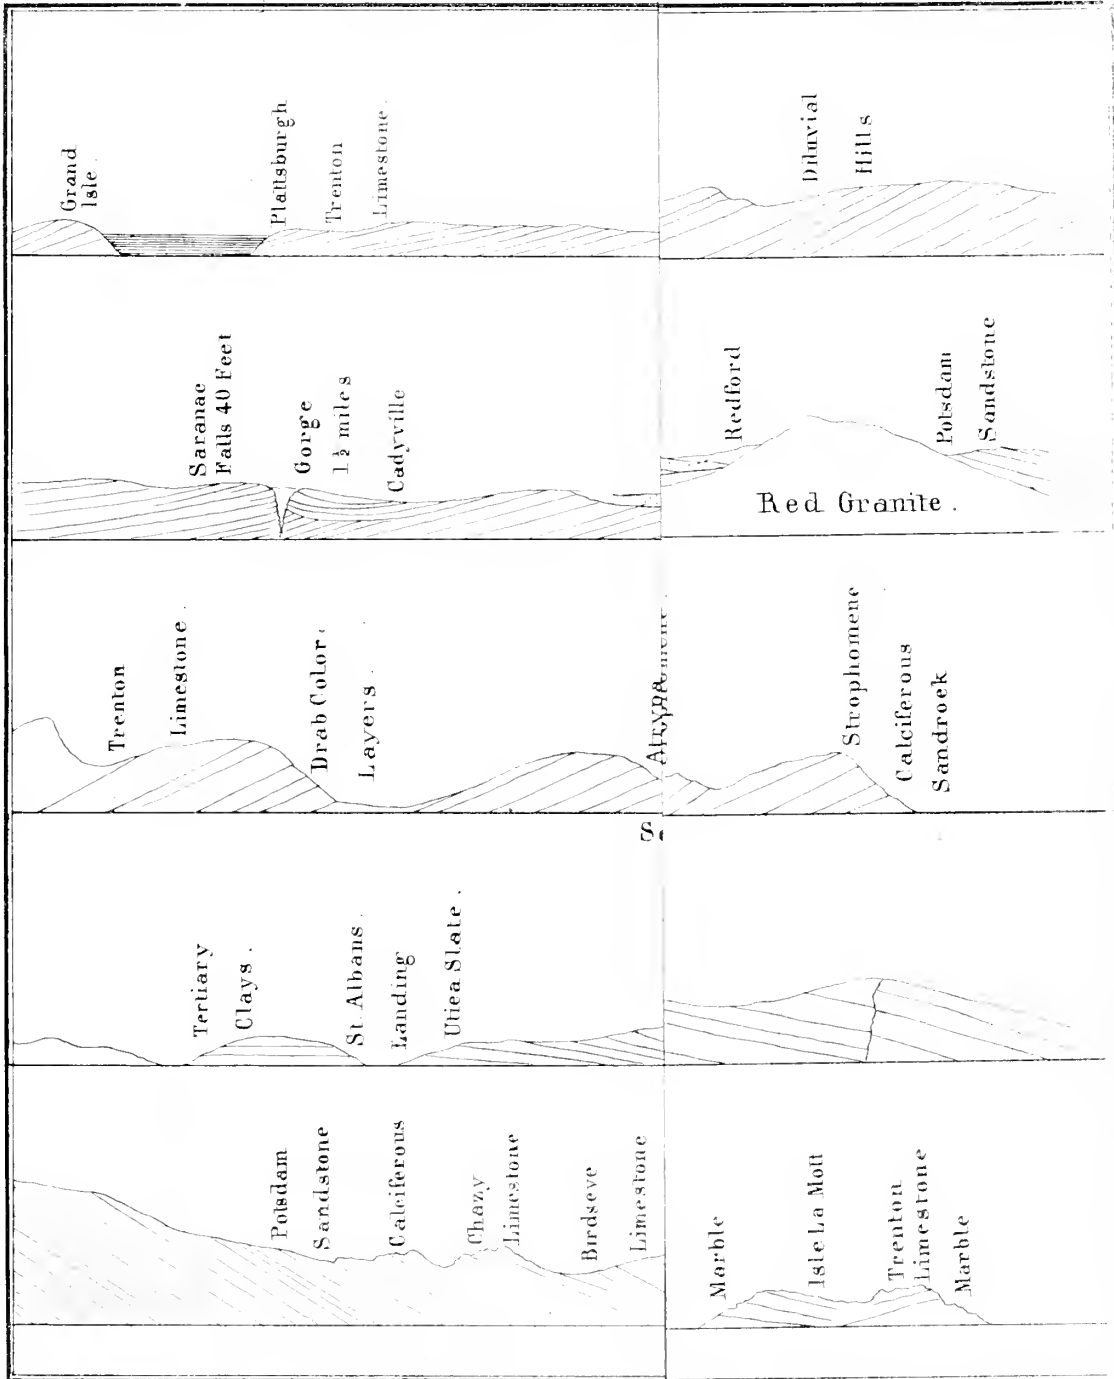 Grand
Isle.
Plattsburgh
Trenton
Limestone.
Diluvial
Hills
Saranac
Falls 40 Feet
Gorge
1½ miles
Cadyville
Redford
Potsdam
Sandstone
Red Granite.
Trenton
Limestone.
Drab Color.
Layers.
Strophomene
Calciferous
Sandrock
Tertiary
Clays.
St. Albans.
Landing
Utica Slate.
Potsdam
Sandstone
Calciferous
Chazy
Limestone
Birdseye
Limestone
Marble
Isle La Mott
Trenton
Limestone
Marble